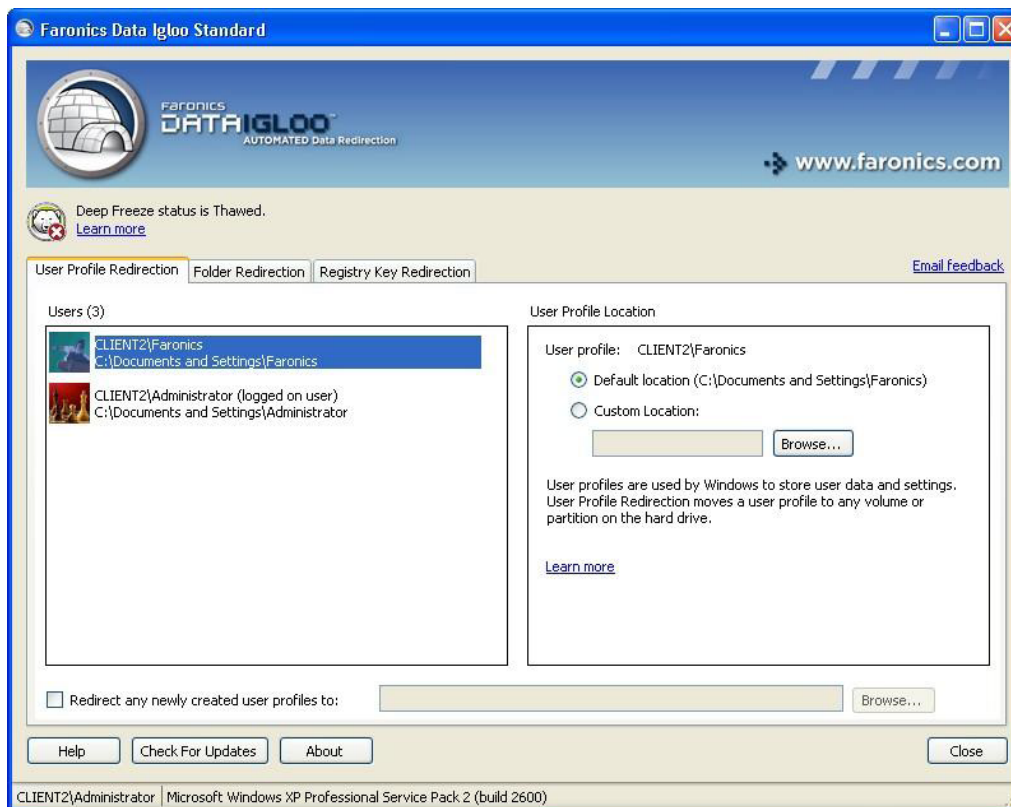 Faronics Data Igloo Standard
Faronics
DATAIGLOO™
AUTOMATED Data Redirection
www.faronics.com
Deep Freeze status is Thawed.
Learn more
User Profile Redirection
Folder Redirection
Registry Key Redirection
Email feedback
Users (3)
CLIENT2\Faronics
C:\Documents and Settings\Faronics
CLIENT2\Administrator (logged on user)
C:\Documents and Settings\Administrator
User Profile Location
User profile: CLIENT2\Faronics
Default location (C:\Documents and Settings\Faronics)
Custom Location:
Browse...
User profiles are used by Windows to store user data and settings.
User Profile Redirection moves a user profile to any volume or
partition on the hard drive.
Learn more
Redirect any newly created user profiles to:
Browse...
Help
Check For Updates
About
Close
CLIENT2\Administrator
Microsoft Windows XP Professional Service Pack 2 (build 2600)